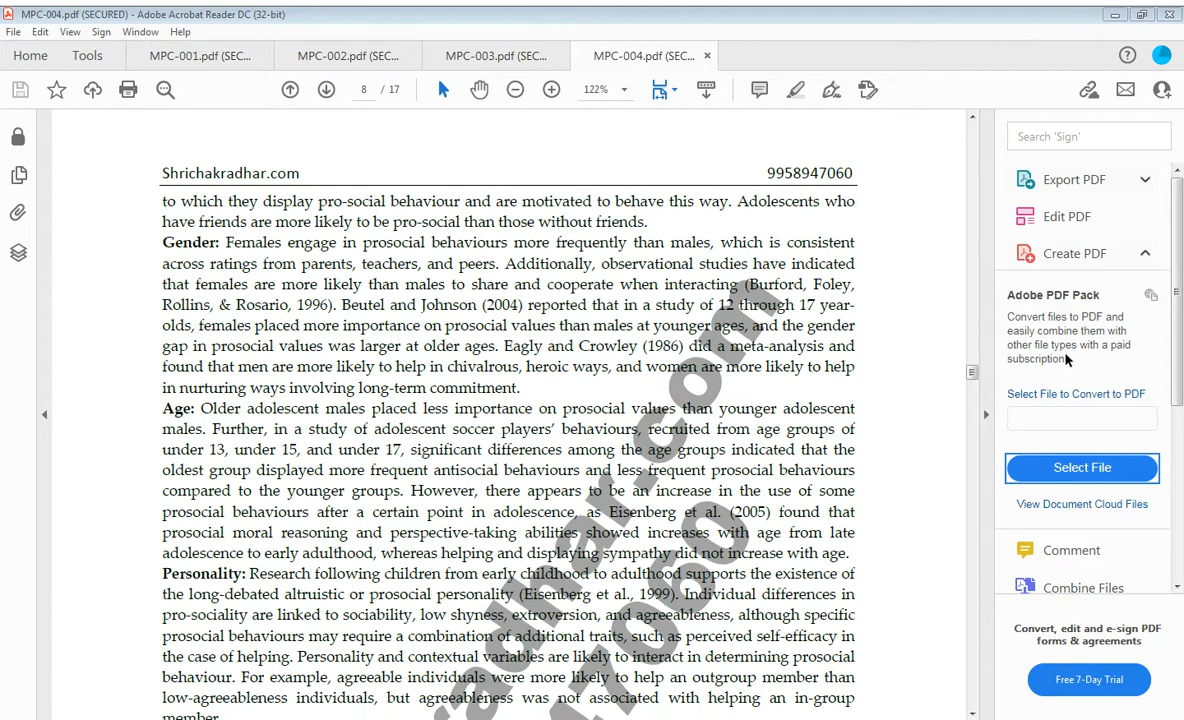 MPC-004.pdf (SECURED) - Adobe Acrobat Reader DC (32-bit)
File Edit View Sign Window Help
Home Tools MPC-001.pdf (SEC... MPC-002.pdf (SEC... MPC-003.pdf (SEC... MPC-004.pdf (SEC... ×
8 / 17 122%
Shrichakradhar.com 9958947060
to which they display pro-social behaviour and are motivated to behave this way. Adolescents who
have friends are more likely to be pro-social than those without friends.
Gender: Females engage in prosocial behaviours more frequently than males, which is consistent
across ratings from parents, teachers, and peers. Additionally, observational studies have indicated
that females are more likely than males to share and cooperate when interacting (Burford, Foley,
Rollins, & Rosario, 1996). Beutel and Johnson (2004) reported that in a study of 12 through 17 year-
olds, females placed more importance on prosocial values than males at younger ages, and the gender
gap in prosocial values was larger at older ages. Eagly and Crowley (1986) did a meta-analysis and
found that men are more likely to help in chivalrous, heroic ways, and women are more likely to help
in nurturing ways involving long-term commitment.
Age: Older adolescent males placed less importance on prosocial values than younger adolescent
males. Further, in a study of adolescent soccer players' behaviours, recruited from age groups of
under 13, under 15, and under 17, significant differences among the age groups indicated that the
oldest group displayed more frequent antisocial behaviours and less frequent prosocial behaviours
compared to the younger groups. However, there appears to be an increase in the use of some
prosocial behaviours after a certain point in adolescence, as Eisenberg et al. (2005) found that
prosocial moral reasoning and perspective-taking abilities showed increases with age from late
adolescence to early adulthood, whereas helping and displaying sympathy did not increase with age.
Personality: Research following children from early childhood to adulthood supports the existence of
the long-debated altruistic or prosocial personality (Eisenberg et al., 1999). Individual differences in
pro-sociality are linked to sociability, low shyness, extroversion, and agreeableness, although specific
prosocial behaviours may require a combination of additional traits, such as perceived self-efficacy in
the case of helping. Personality and contextual variables are likely to interact in determining prosocial
behaviour. For example, agreeable individuals were more likely to help an outgroup member than
low-agreeableness individuals, but agreeableness was not associated with helping an in-group
member.
adhar.com
47060
Search 'Sign'
Export PDF
Edit PDF
Create PDF
Adobe PDF Pack
Convert files to PDF and
easily combine them with
other file types with a paid
subscription.
Select File to Convert to PDF
Select File
View Document Cloud Files
Comment
Combine Files
Convert, edit and e-sign PDF
forms & agreements
Free 7-Day Trial